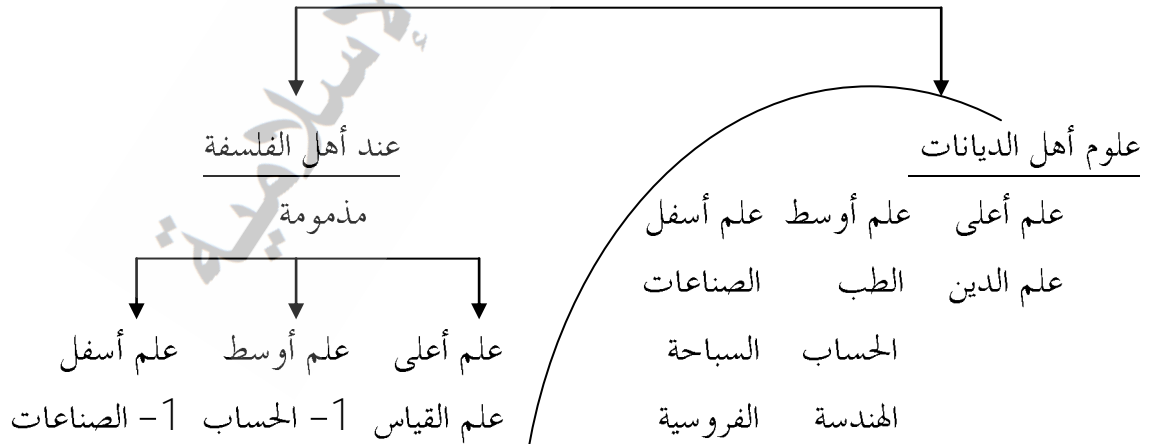 علوم أهل الديانات
علم أعلى علم أوسط علم أسفل
علم الدين الطب الصناعات
الحساب السباحة
الهندسة الفروسية
عند أهل الفلسفة
مذمومة
علم أعلى علم أوسط علم أسفل
علم القياس 1- الحساب 1- الصناعات
الإسلامية